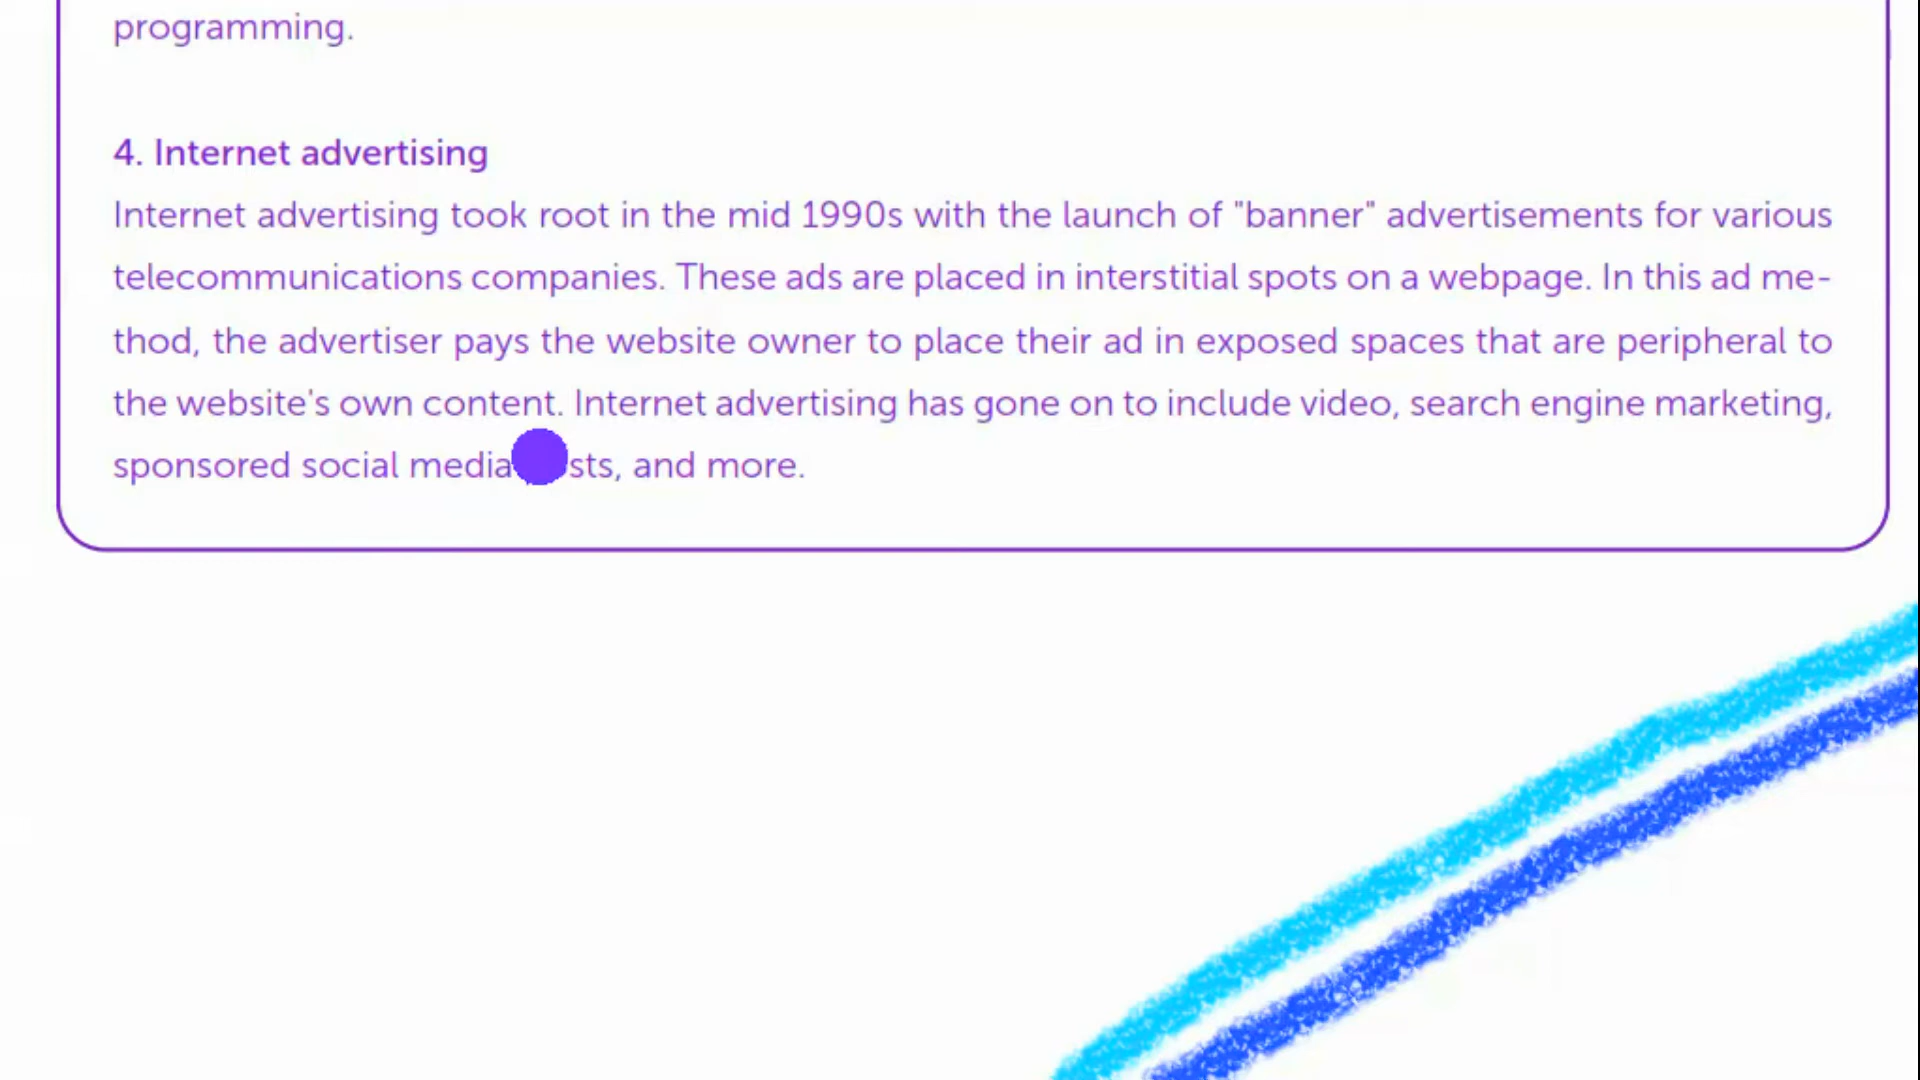 programming.
4. Internet advertising
Internet advertising took root in the mid 1990s with the launch of "banner" advertisements for various
telecommunications companies. These ads are placed in interstitial spots on a webpage. In this ad me-
thod, the advertiser pays the website owner to place their ad in exposed spaces that are peripheral to
the website's own content. Internet advertising has gone on to include video, search engine marketing,
sponsored social media sts, and more.